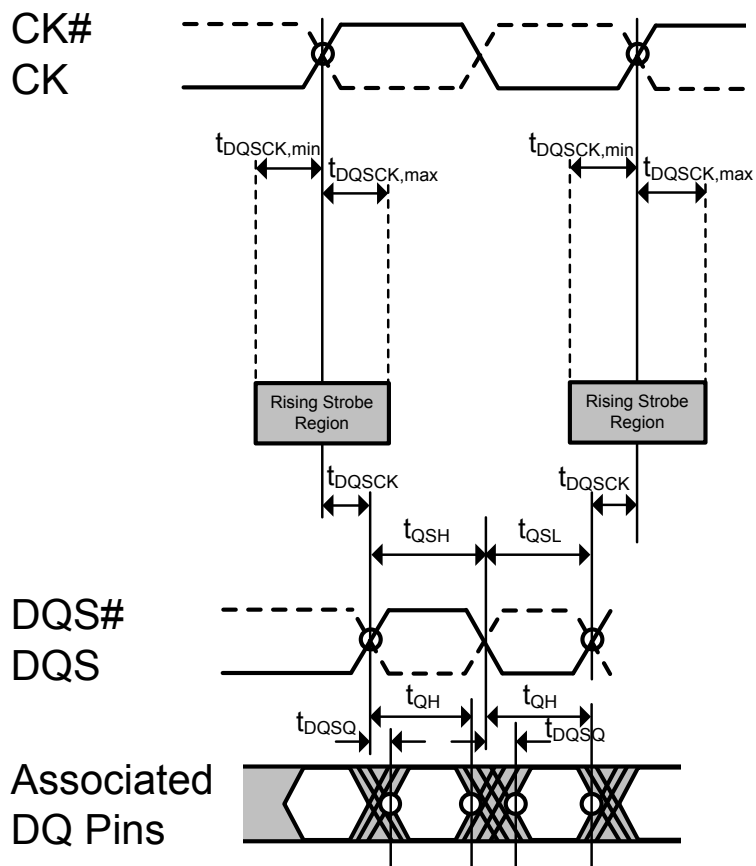 CK#
CK
tDQSCK,min
tDQSCK,max
tDQSCK,min
tDQSCK,max
Rising Strobe
Region
Rising Strobe
Region
tDQSCK
tDQSCK
tQSH
tQSL
DQS#
DQS
tQH
tQH
tDQSQ
tDQSQ
Associated
DQ Pins